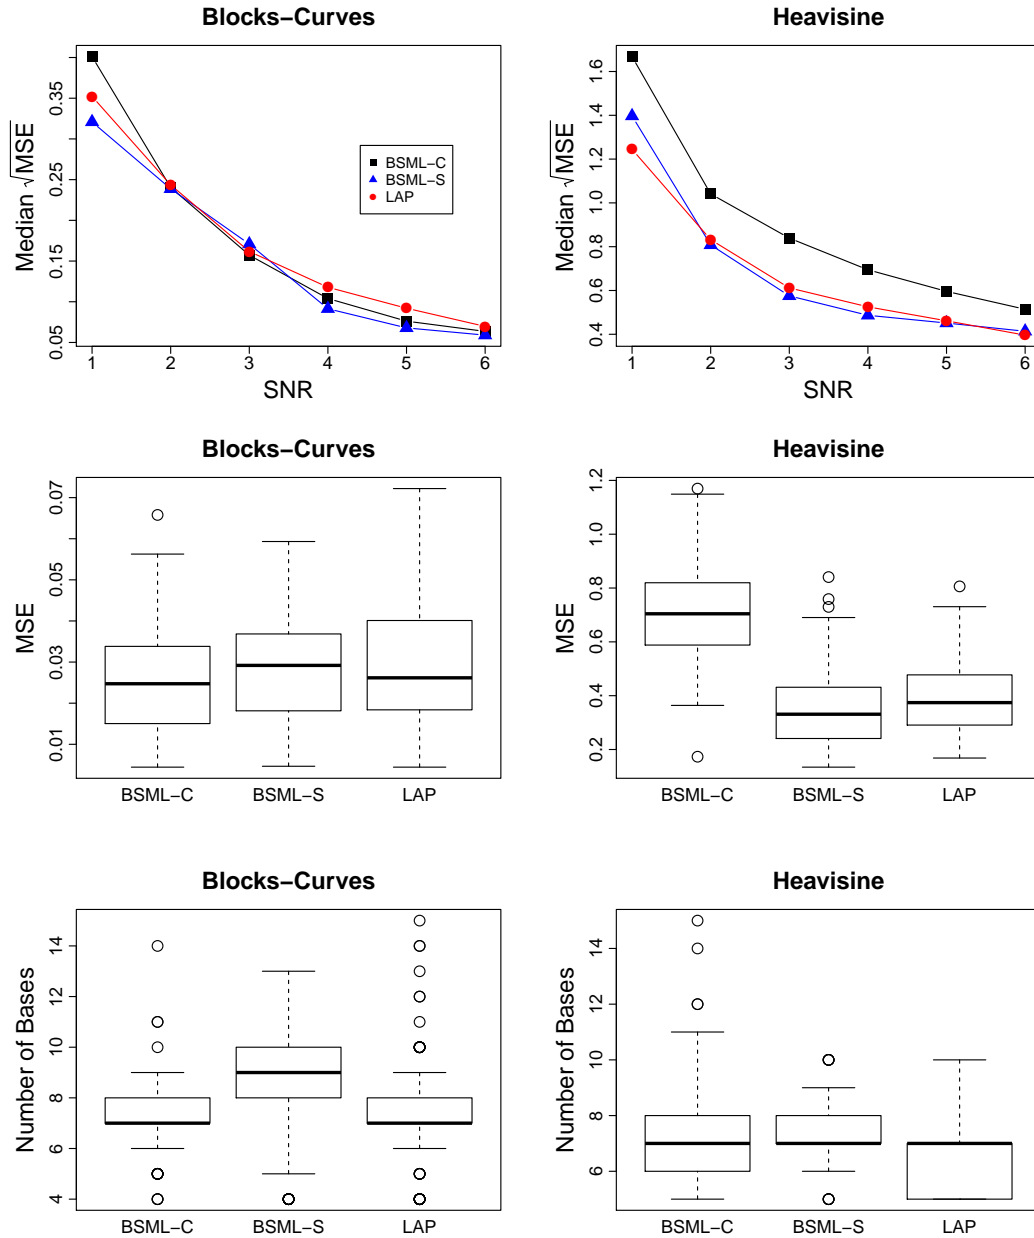 Blocks−Curves
Median √MSE
0.05 0.15 0.25 0.35
1 2 3 4 5 6
SNR
BSML−C
BSML−S
LAP
Heavisine
Median √MSE
0.4 0.6 0.8 1.0 1.2 1.4 1.6
1 2 3 4 5 6
SNR
Blocks−Curves
MSE
0.01 0.03 0.05 0.07
BSML−C BSML−S LAP
Heavisine
MSE
0.2 0.4 0.6 0.8 1.0 1.2
BSML−C BSML−S LAP
Blocks−Curves
Number of Bases
4 6 8 10 12 14
BSML−C BSML−S LAP
Heavisine
Number of Bases
6 8 10 12 14
BSML−C BSML−S LAP